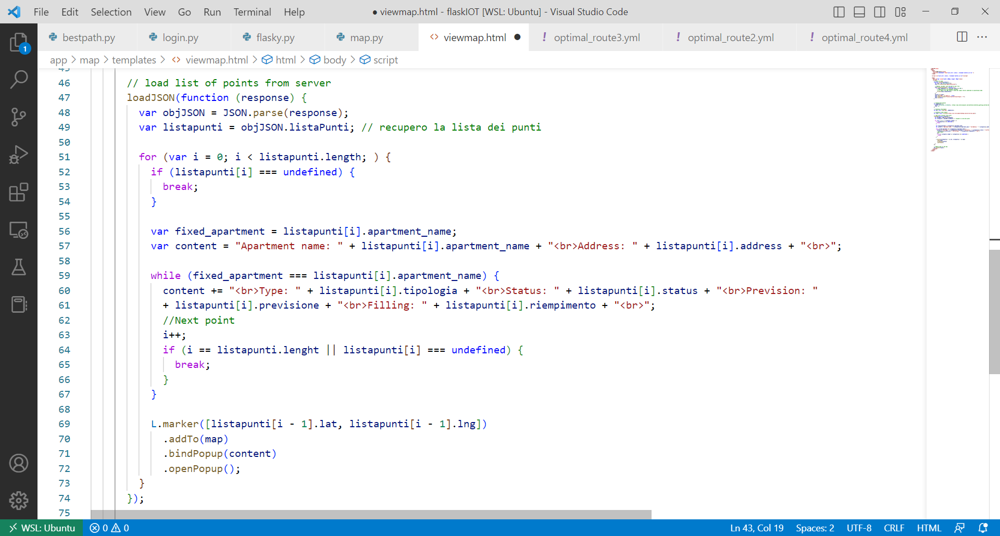 File Edit Selection View Go Run Terminal Help ● viewmap.html - flaskIOT [WSL: Ubuntu] - Visual Studio Code
bestpath.py login.py flasky.py map.py <> viewmap.html ● ! optimal_route3.yml ! optimal_route2.yml ! optimal_route4.yml ···
1
app > map > templates > <> viewmap.html > html > body > script
45
46 // load list of points from server
47 loadJSON(function (response) {
48 var objJSON = JSON.parse(response);
49 var listapunti = objJSON.listaPunti; // recupero la lista dei punti
50
51 for (var i = 0; i < listapunti.length; ) {
52 if (listapunti[i] === undefined) {
53 break;
54 }
55
56 var fixed_apartment = listapunti[i].apartment_name;
57 var content = "Apartment name: " + listapunti[i].apartment_name + "<br>Address: " + listapunti[i].address + "<br>";
58
59 while (fixed_apartment === listapunti[i].apartment_name) {
60 content += "<br>Type: " + listapunti[i].tipologia + "<br>Status: " + listapunti[i].status + "<br>Prevision: "
61 + listapunti[i].previsione + "<br>Filling: " + listapunti[i].riempimento + "<br>";
62 //Next point
63 i++;
64 if (i == listapunti.lenght || listapunti[i] === undefined) {
65 break;
66 }
67 }
68
69 L.marker([listapunti[i - 1].lat, listapunti[i - 1].lng])
70 .addTo(map)
71 .bindPopup(content)
72 .openPopup();
73 }
74 });
75
WSL: Ubuntu 0 0 Ln 43, Col 19 Spaces: 2 UTF-8 CRLF HTML